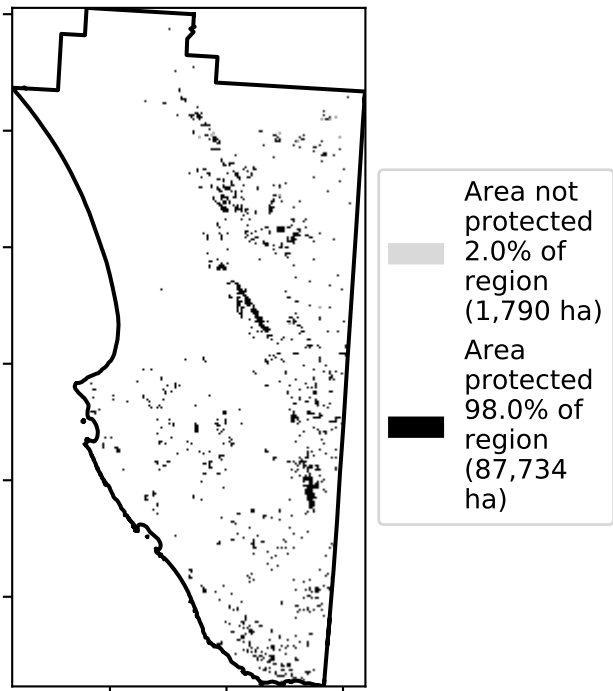 Area not
protected
2.0% of
region
(1,790 ha)
Area
protected
98.0% of
region
(87,734
ha)